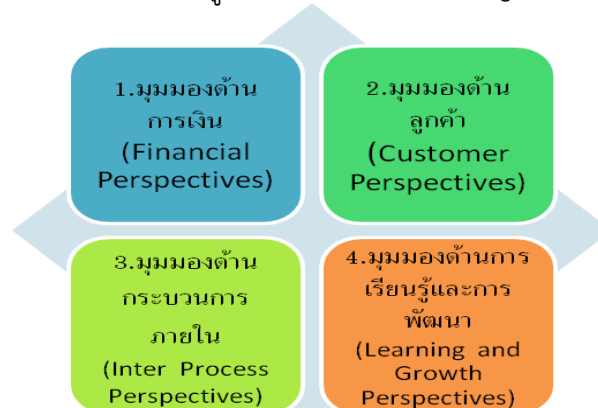 1.มุมมองด้าน
การเงิน
(Financial
Perspectives)
2.มุมมองด้าน
ลูกค้า
(Customer
Perspectives)
3.มุมมองด้าน
กระบวนการ
ภายใน
(Inter Process
Perspectives)
4.มุมมองด้านการ
เรียนรู้และการ
พัฒนา
(Learning and
Growth
Perspectives)